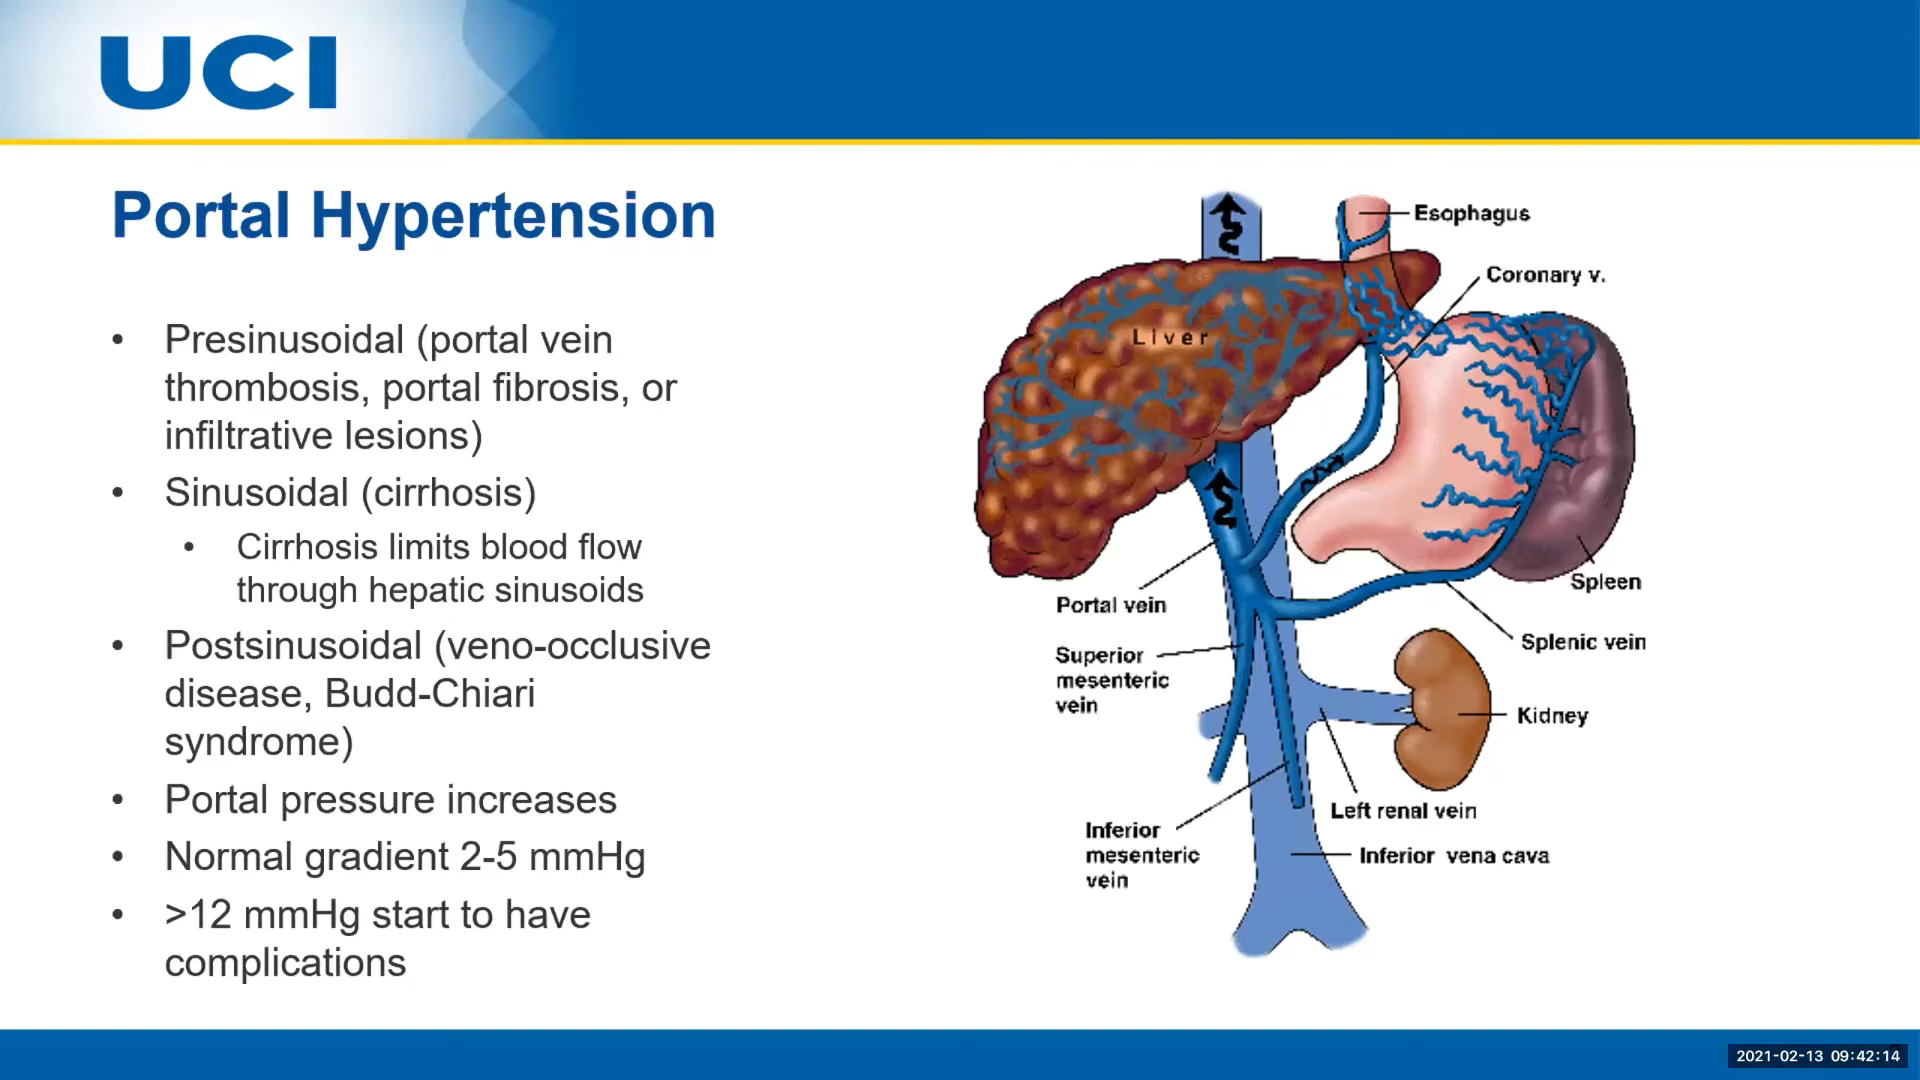 UCI
Portal Hypertension
• Presinusoidal (portal vein
thrombosis, portal fibrosis, or
infiltrative lesions)
• Sinusoidal (cirrhosis)
• Cirrhosis limits blood flow
through hepatic sinusoids
• Postsinusoidal (veno-occlusive
disease, Budd-Chiari
syndrome)
• Portal pressure increases
• Normal gradient 2-5 mmHg
• >12 mmHg start to have
complications
Esophagus
Coronary v.
Liver
Spleen
Portal vein
Splenic vein
Superior
mesenteric
vein
Kidney
Left renal vein
Inferior
mesenteric
vein
Inferior vena cava
2021-02-13 09:42:14